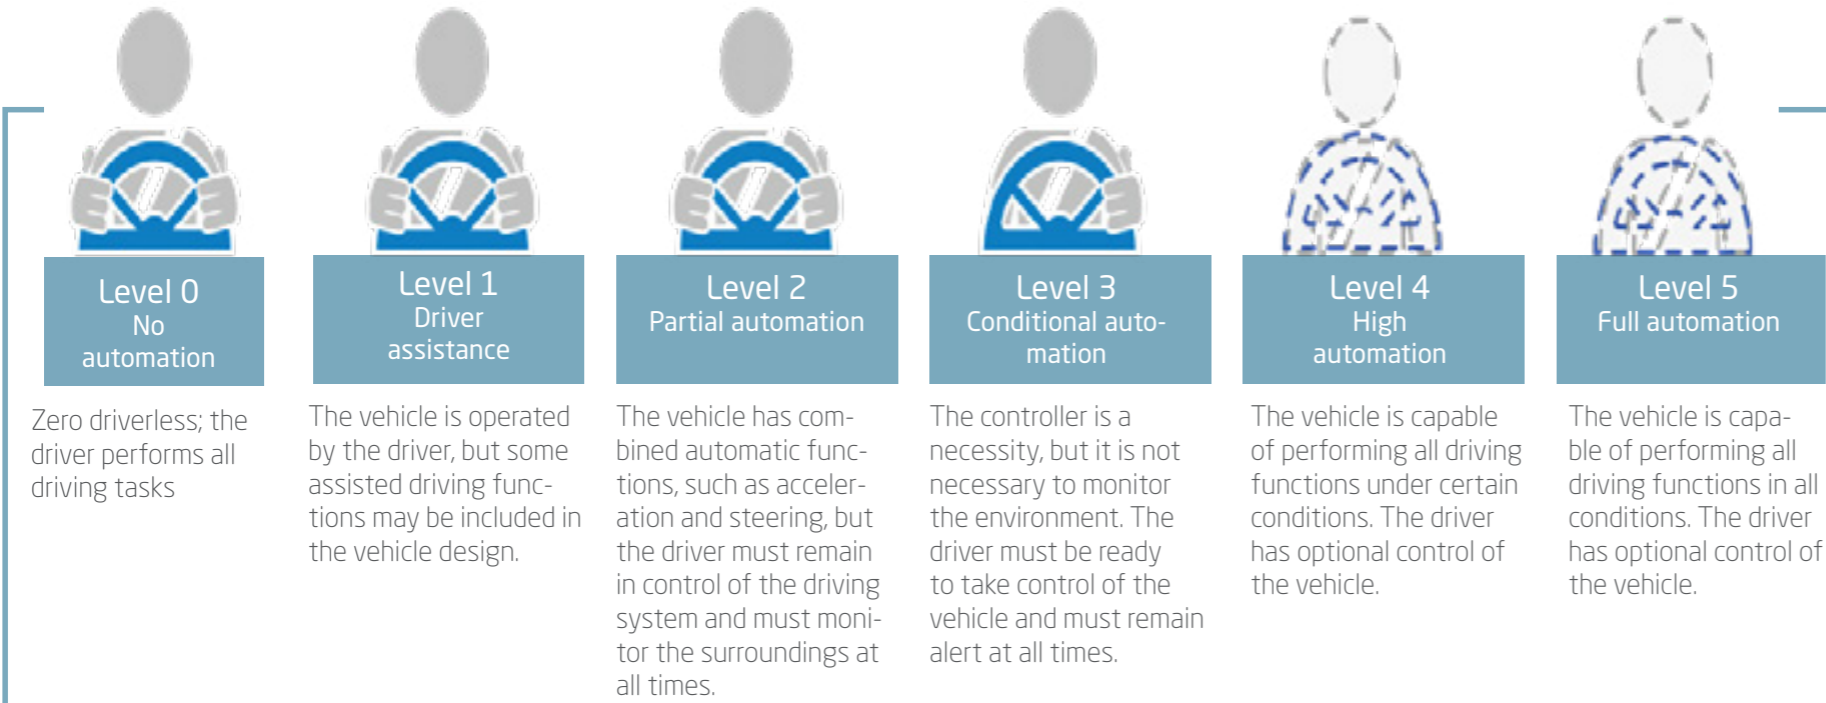 Level 0
No
automation
Zero driverless; the
driver performs all
driving tasks
Level 1
Driver
assistance
The vehicle is operated
by the driver, but some
assisted driving func-
tions may be included in
the vehicle design.
Level 2
Partial automation
The vehicle has com-
bined automatic func-
tions, such as acceler-
ation and steering, but
the driver must remain
in control of the driving
system and must moni-
tor the surroundings at
all times.
Level 3
Conditional auto-
mation
The controller is a
necessity, but it is not
necessary to monitor
the environment. The
driver must be ready
to take control of the
vehicle and must remain
alert at all times.
Level 4
High
automation
The vehicle is capable
of performing all driving
functions under certain
conditions. The driver
has optional control of
the vehicle.
Level 5
Full automation
The vehicle is capa-
ble of performing all
driving functions in all
conditions. The driver
has optional control of
the vehicle.